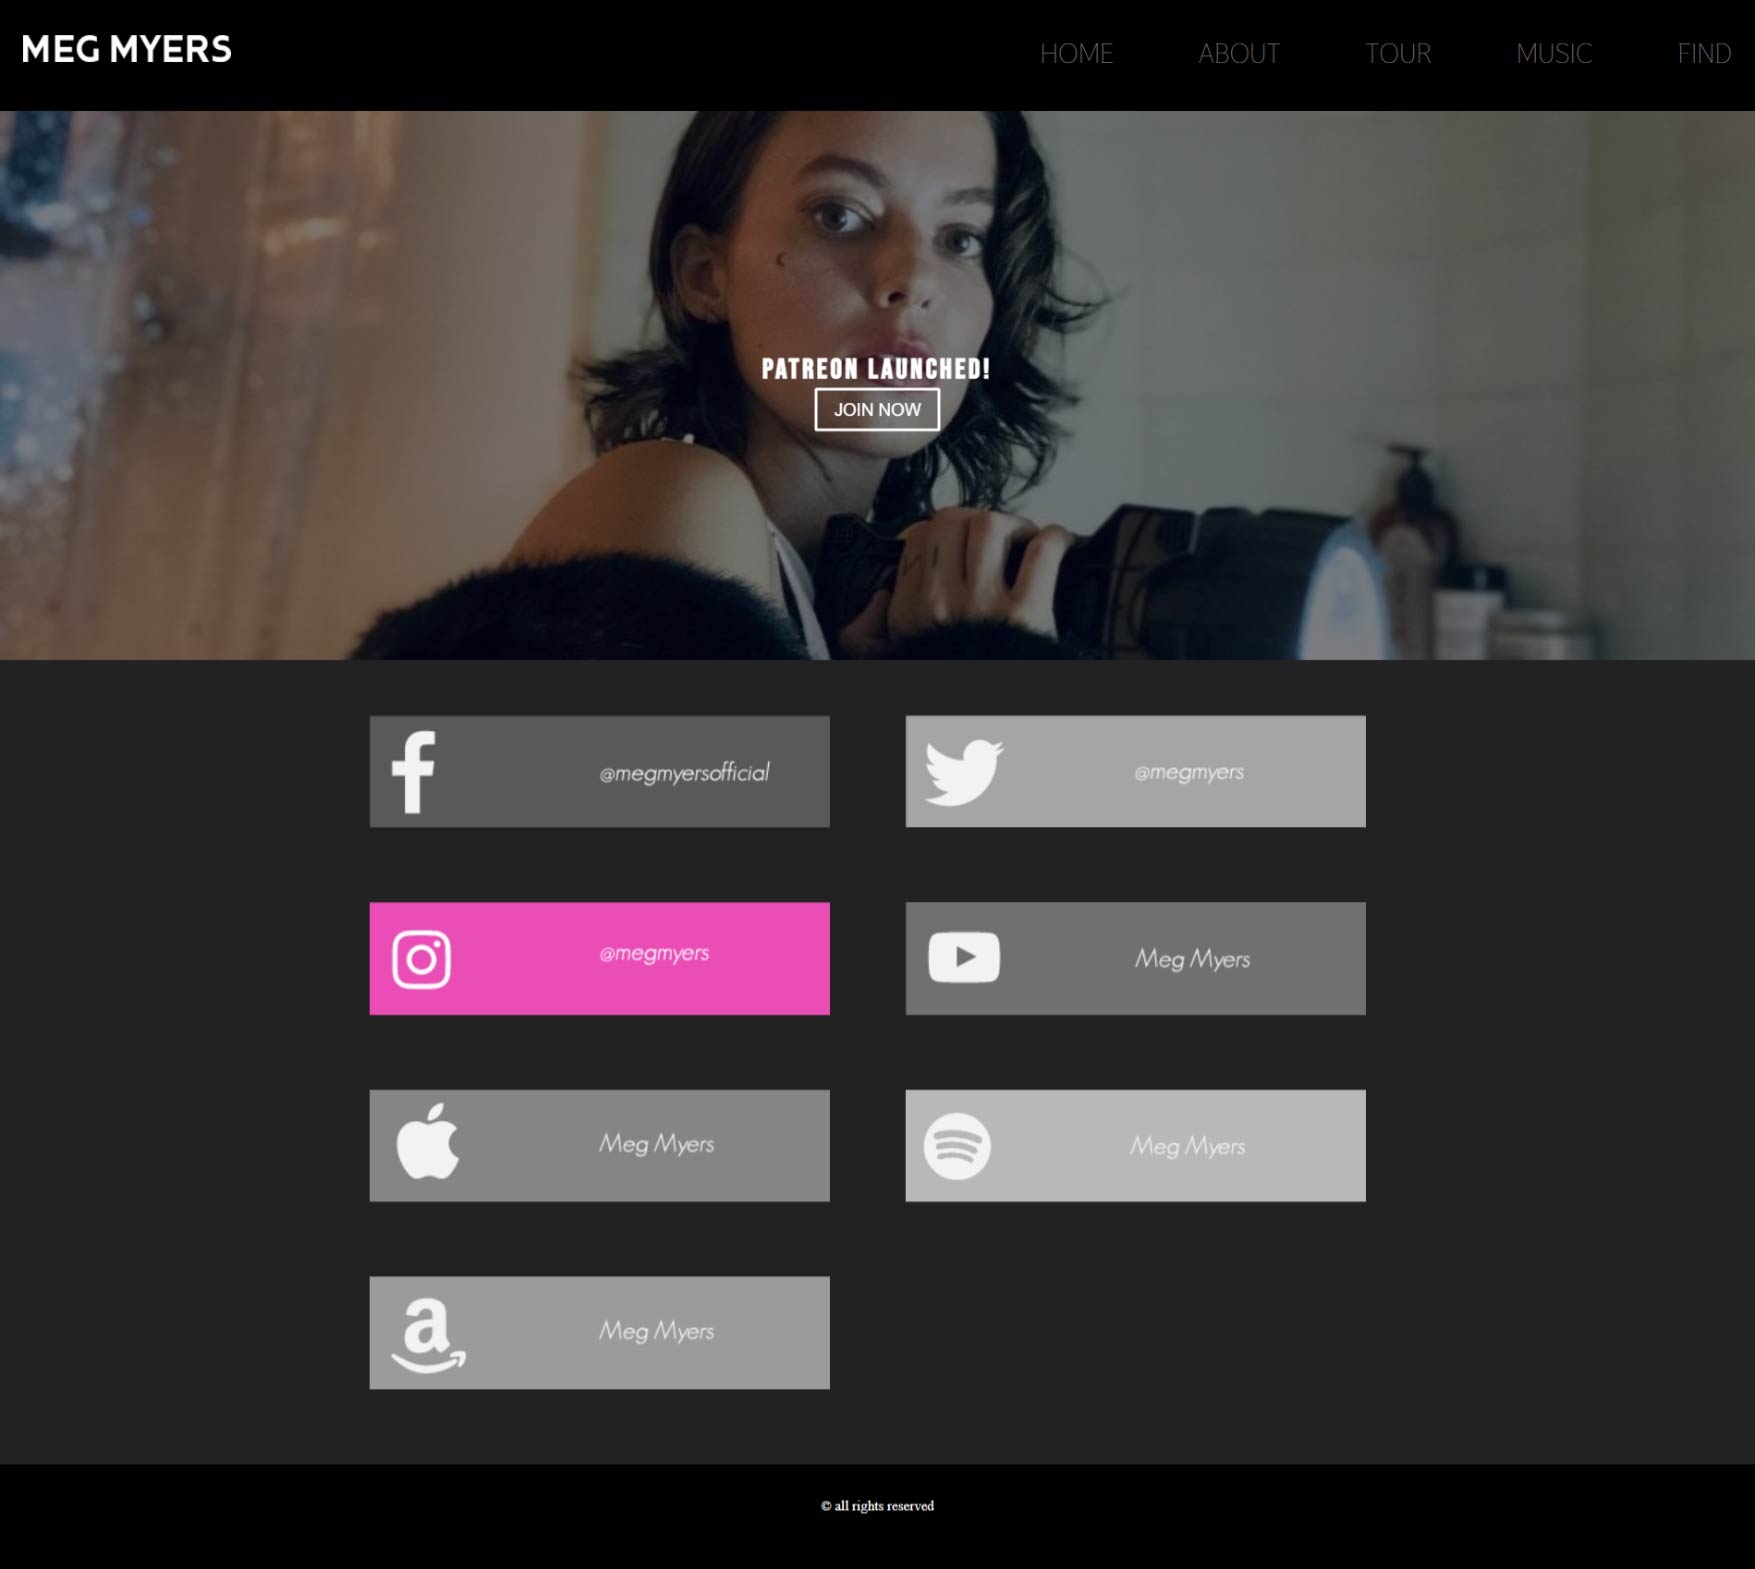 MEG MYERS
HOME ABOUT TOUR MUSIC FIND
PATREON LAUNCHED!
JOIN NOW
@megmyersofficial
@megmyers
@megmyers
Meg Myers
Meg Myers
Meg Myers
Meg Myers
© all rights reserved